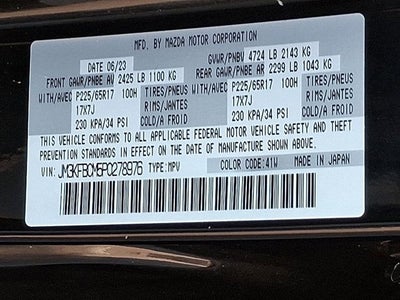 MFD. BY MAZDA MOTOR CORPORATION
DATE 06/23 GVWR/PNBV 4724 LB 2143 KG
FRONT GAWR/PNBE AV 2425 LB 1100 KG REAR GAWR/PNBE AR 2299 LB 1043 KG
WITH/AVEC P225/65R17 100H TIRES/PNEUS WITH/AVEC P225/65R17 100H TIRES/PNEUS
17X7J RIMS/JANTES 17X7J RIMS/JANTES
230 KPA/34 PSI COLD/A FROID 230 KPA/34 PSI COLD/A FROID
THIS VEHICLE CONFORMS TO ALL APPLICABLE FEDERAL MOTOR VEHICLE SAFETY AND THEFT
PREVENTION STANDARDS IN EFFECT ON THE DATE OF MANUFACTURE SHOWN ABOVE.
VIN: JM3KFBCM5P0278976 TYPE:MPV COLOR CODE:41W MADE IN JAPAN